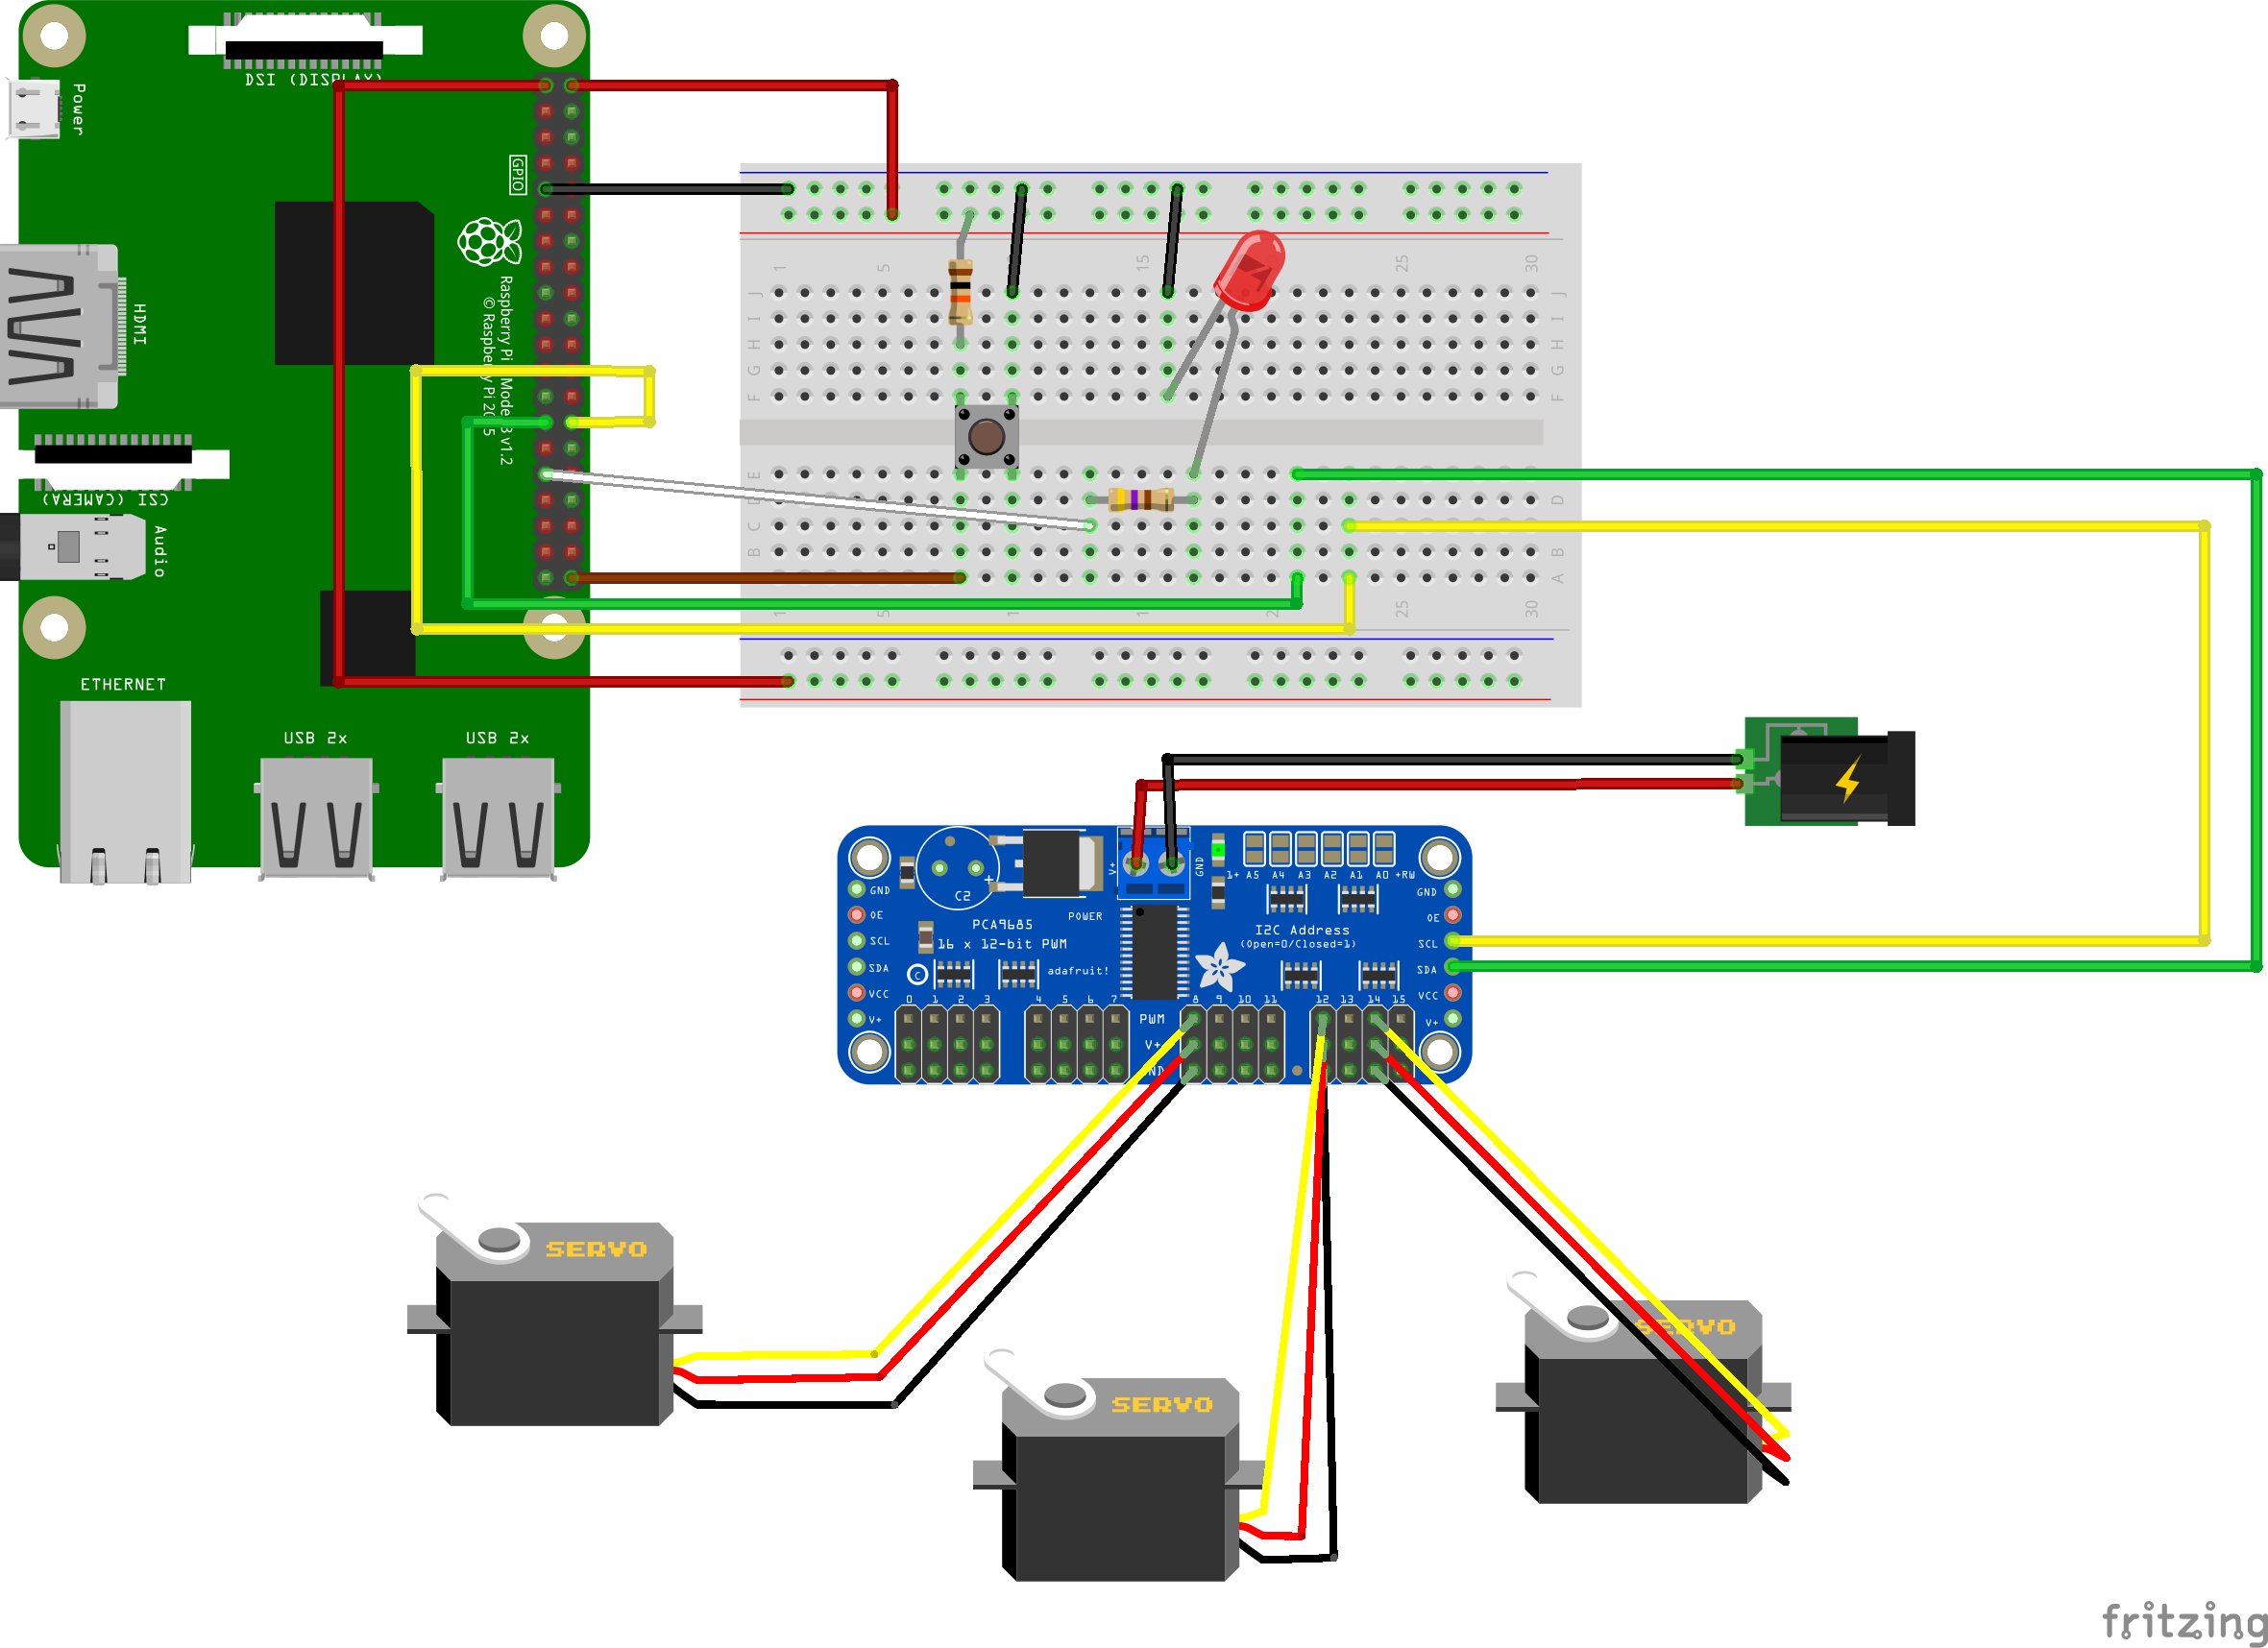 DSI (DISPLAY)
Power
GPIO
HDMI
Raspberry Pi 3 Model B v1.2
© Raspberry Pi 2015
CSI (CAMERA)
Audio
ETHERNET
USB 2x
USB 2x
1 5 15 25 30
J J
I I
H H
G G
F F
E
D D
C C
B B
A A
1 5 1 1 2 25 30
V+ GND
C2 +
1+ A5 A4 A3 A2 A1 A0 +RW
GND
OE
SCL
SDA
VCC
V+
POWER
PCA9685
16 x 12-bit PWM
adafruit!
I2C Address
(Open=0/Closed=1)
GND
OE
SCL
SDA
VCC
V+
0 1 2 3 4 5 6 7 8 9 10 11 12 13 14 15
PWM
V+
C
SERVO
SERVO
SERVO
fritzing